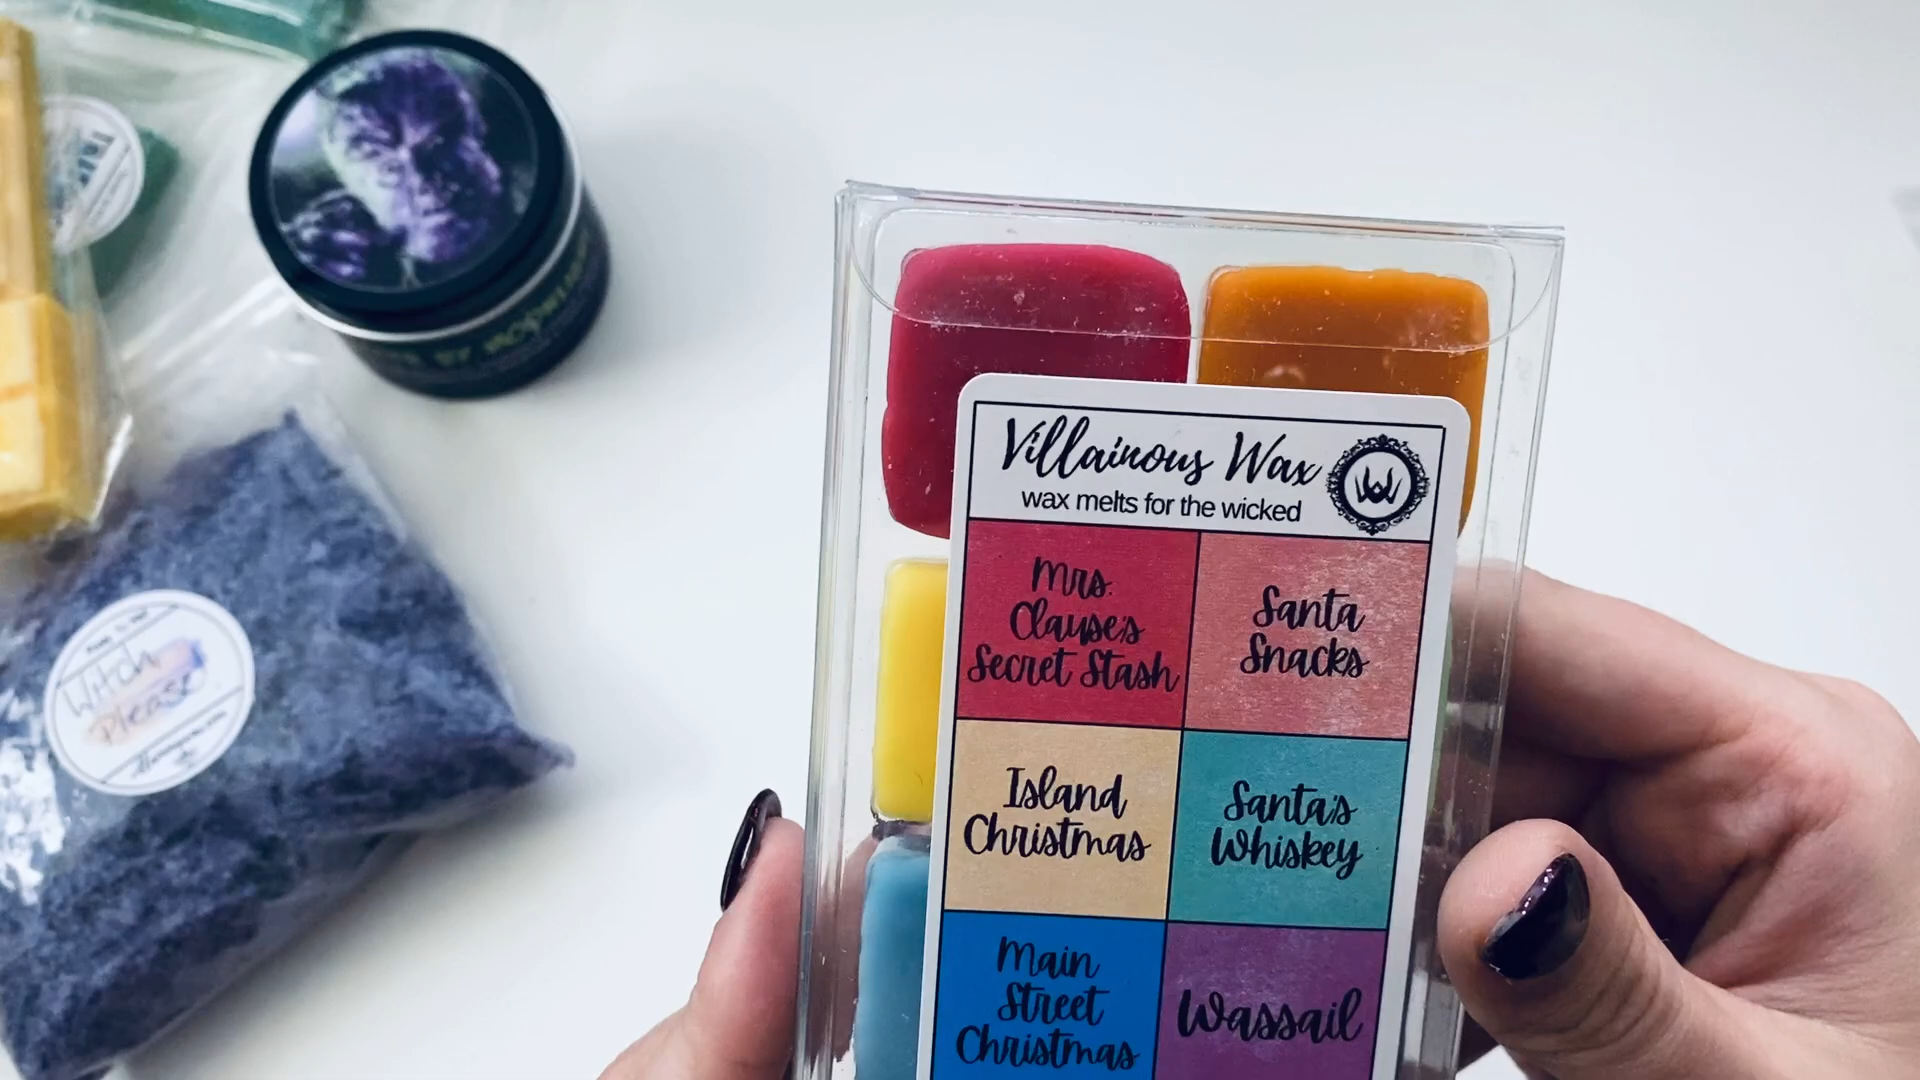 Villainous Wax
wax melts for the wicked
Mrs.
Clause's
Secret Stash
Santa
Snacks
Island
Christmas
Santa's
Whiskey
Main
Street
Christmas
Wassail
Witch
Please